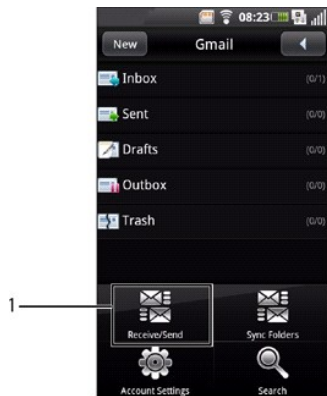 08:23
New Gmail
Inbox (0/1)
Sent (0/0)
Drafts (0/0)
Outbox (0/0)
Trash (0/0)
1
Receive/Send Sync Folders
Account Settings Search